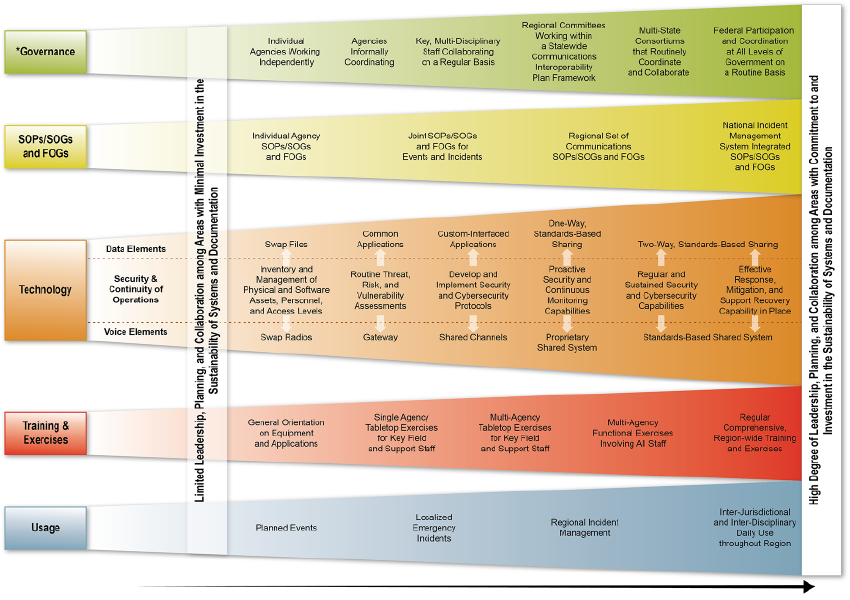 *Governance
Individual
Agencies Working
Independently
Agencies
Informally
Coordinating
Key, Multi-Disciplinary
Staff Collaborating
on a Regular Basis
Regional Committees
Working within
a Statewide
Communications
Interoperability
Plan Framework
Multi-State
Consortiums
that Routinely
Coordinate
and Collaborate
Federal Participation
and Coordination
at All Levels of
Government on
a Routine Basis
SOPs/SOGs
and FOGs
Individual Agency
SOPs/SOGs
and FOGs
Joint SOPs/SOGs
and FOGs for
Events and Incidents
Regional Set of
Communications
SOPs/SOGs and FOGs
National Incident
Management
System Integrated
SOPs/SOGs
and FOGs
Technology
Data Elements
Swap Files
Common
Applications
Custom-Interfaced
Applications
One-Way,
Standards-Based
Sharing
Two-Way, Standards-Based Sharing
Security &
Continuity of
Operations
Inventory and
Management of
Physical and Software
Assets, Personnel,
and Access Levels
Routine Threat,
Risk, and
Vulnerability
Assessments
Develop and
Implement Security
and Cybersecurity
Protocols
Proactive
Security and
Continuous
Monitoring
Capabilities
Regular and
Sustained Security
and Cybersecurity
Capabilities
Effective
Response,
Mitigation, and
Support Recovery
Capability in Place
Voice Elements
Swap Radios
Gateway
Shared Channels
Proprietary
Shared System
Standards-Based Shared System
Training &
Exercises
General Orientation
on Equipment
and Applications
Single Agency
Tabletop Exercises
for Key Field
and Support Staff
Multi-Agency
Tabletop Exercises
for Key Field
and Support Staff
Multi-Agency
Functional Exercises
Involving All Staff
Regular
Comprehensive,
Region-wide Training
and Exercises
Usage
Planned Events
Localized
Emergency
Incidents
Regional Incident
Management
Inter-Jurisdictional
and Inter-Disciplinary
Daily Use
throughout Region
Limited Leadership, Planning, and Collaboration among Areas with Minimal Investment in the
Sustainability of Systems and Documentation
High Degree of Leadership, Planning, and Collaboration among Areas with Commitment to and
Investment in the Sustainability of Systems and Documentation